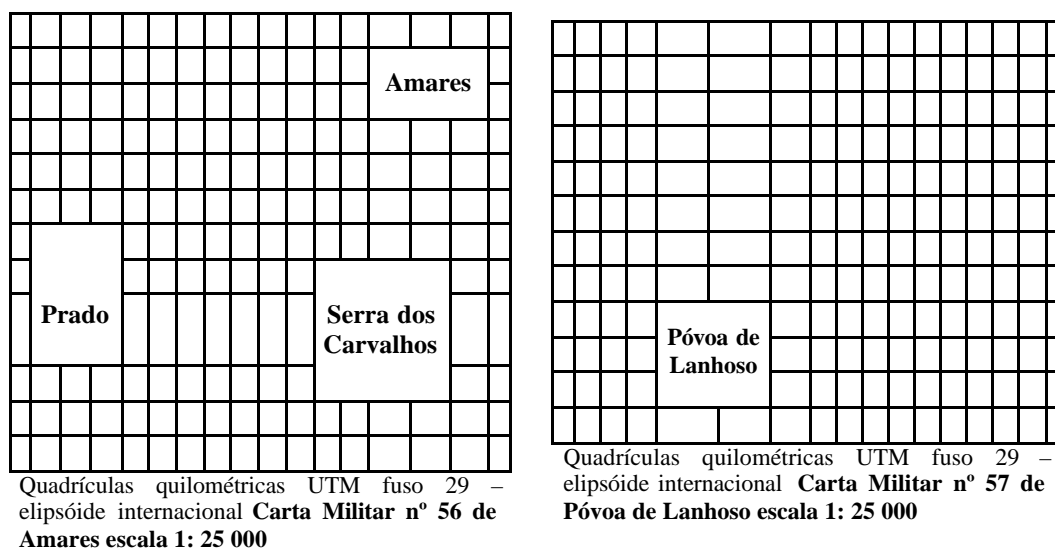 Amares
Prado
Serra dos
Carvalhos
Quadrículas quilométricas UTM fuso 29 –
elipsóide internacional Carta Militar nº 56 de
Amares escala 1: 25 000
Póvoa de
Lanhoso
Quadrículas quilométricas UTM fuso 29 –
elipsóide internacional Carta Militar nº 57 de
Póvoa de Lanhoso escala 1: 25 000